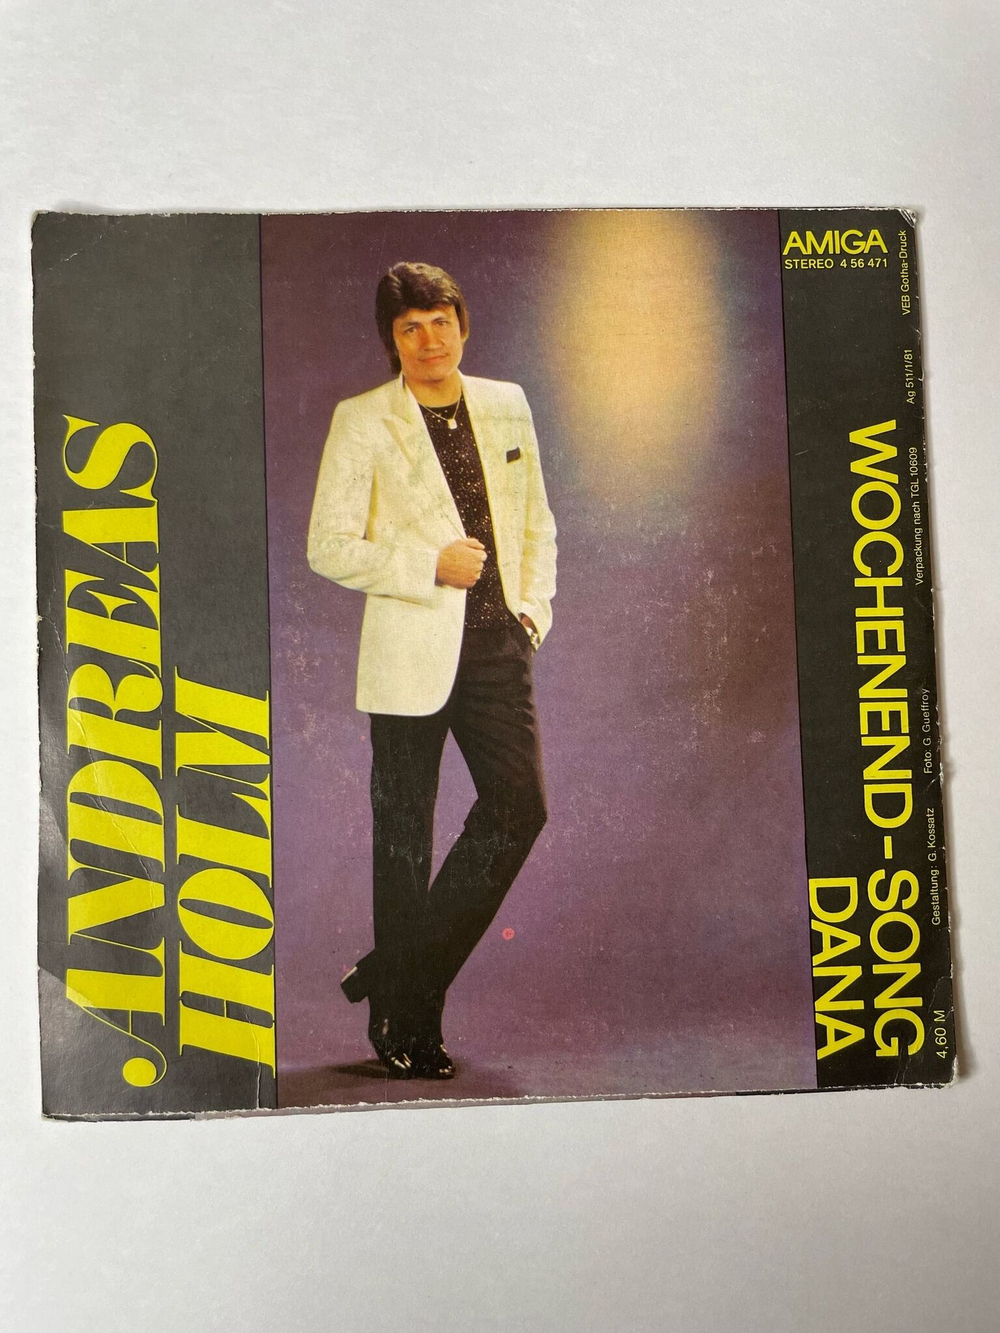 ANDREAS
HOLM
AMIGA
STEREO 4 56 471
WOCHENEND-SONG
DANA
VEB Gotha-Druck
Ag 511/1/81
Verpackung nach TGL 10609
Foto: G. Gueffroy
Gestaltung: G. Kossatz
4,60 M